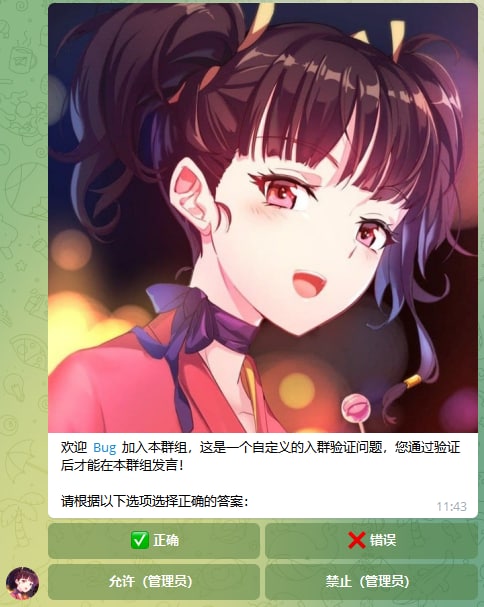 欢迎 Bug 加入本群组，这是一个自定义的入群验证问题，您通过验证
后才能在本群组发言！
请根据以下选项选择正确的答案：
11:43
✅ 正确
❌ 错误
允许（管理员）
禁止（管理员）